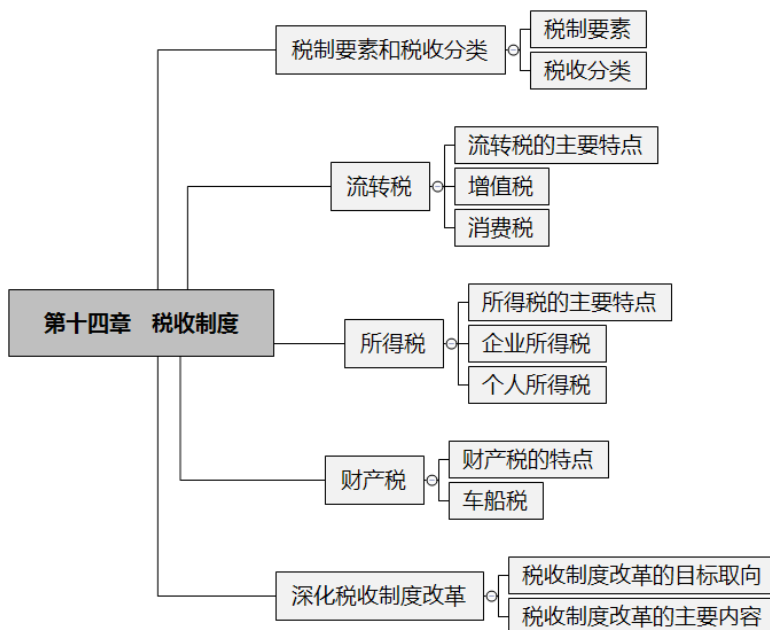 税制要素和税收分类
税制要素
税收分类
流转税
流转税的主要特点
增值税
消费税
第十四章　税收制度
所得税
所得税的主要特点
企业所得税
个人所得税
财产税
财产税的特点
车船税
深化税收制度改革
税收制度改革的目标取向
税收制度改革的主要内容